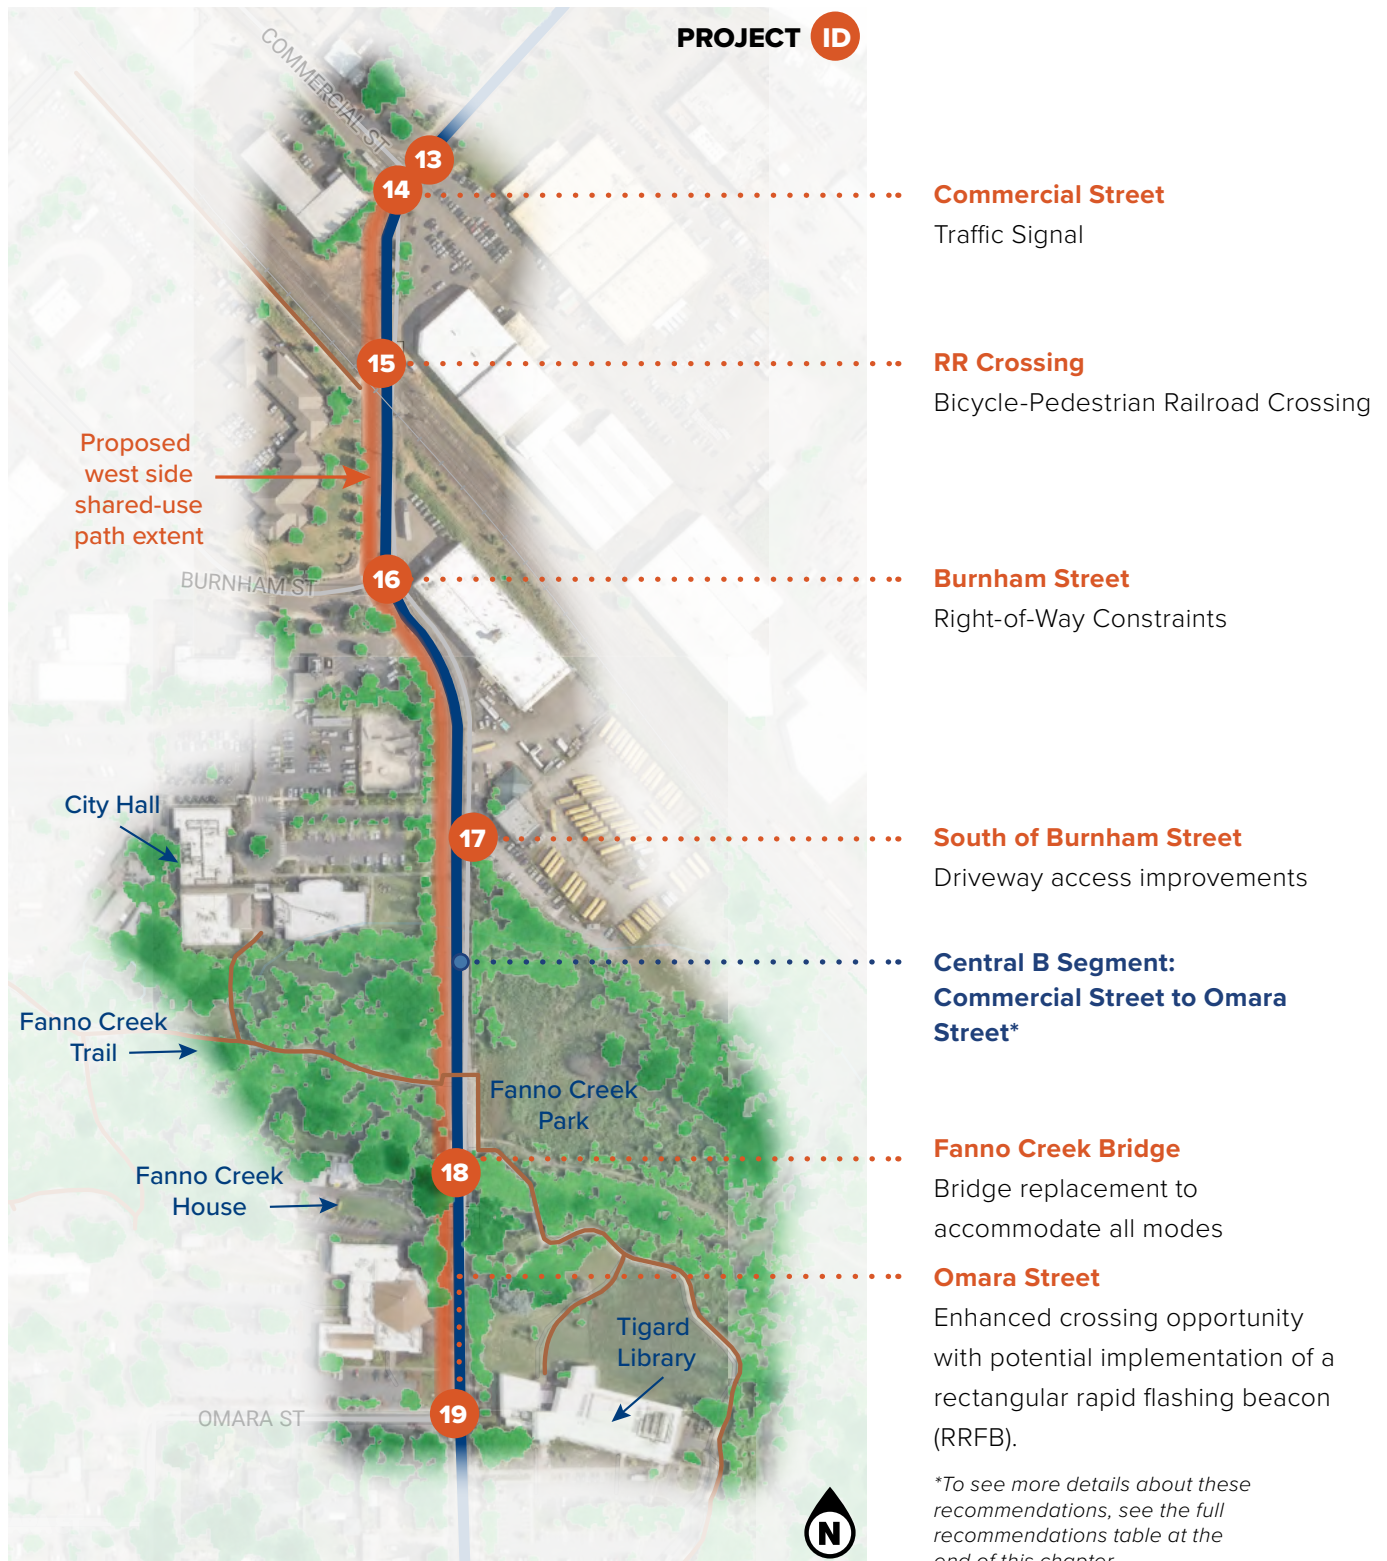 PROJECT ID
COMMERCIAL ST
13
14
Commercial Street
Traffic Signal
15
RR Crossing
Bicycle-Pedestrian Railroad Crossing
Proposed
west side
shared-use
path extent
BURNHAM ST
16
Burnham Street
Right-of-Way Constraints
City Hall
17
South of Burnham Street
Driveway access improvements
Central B Segment:
Commercial Street to Omara
Street*
Fanno Creek
Trail
Fanno Creek
Park
18
Fanno Creek Bridge
Bridge replacement to
accommodate all modes
Fanno Creek
House
Omara Street
Enhanced crossing opportunity
with potential implementation of a
rectangular rapid flashing beacon
(RRFB).
Tigard
Library
OMARA ST
19
*To see more details about these
recommendations, see the full
recommendations table at the
end of this chapter
N